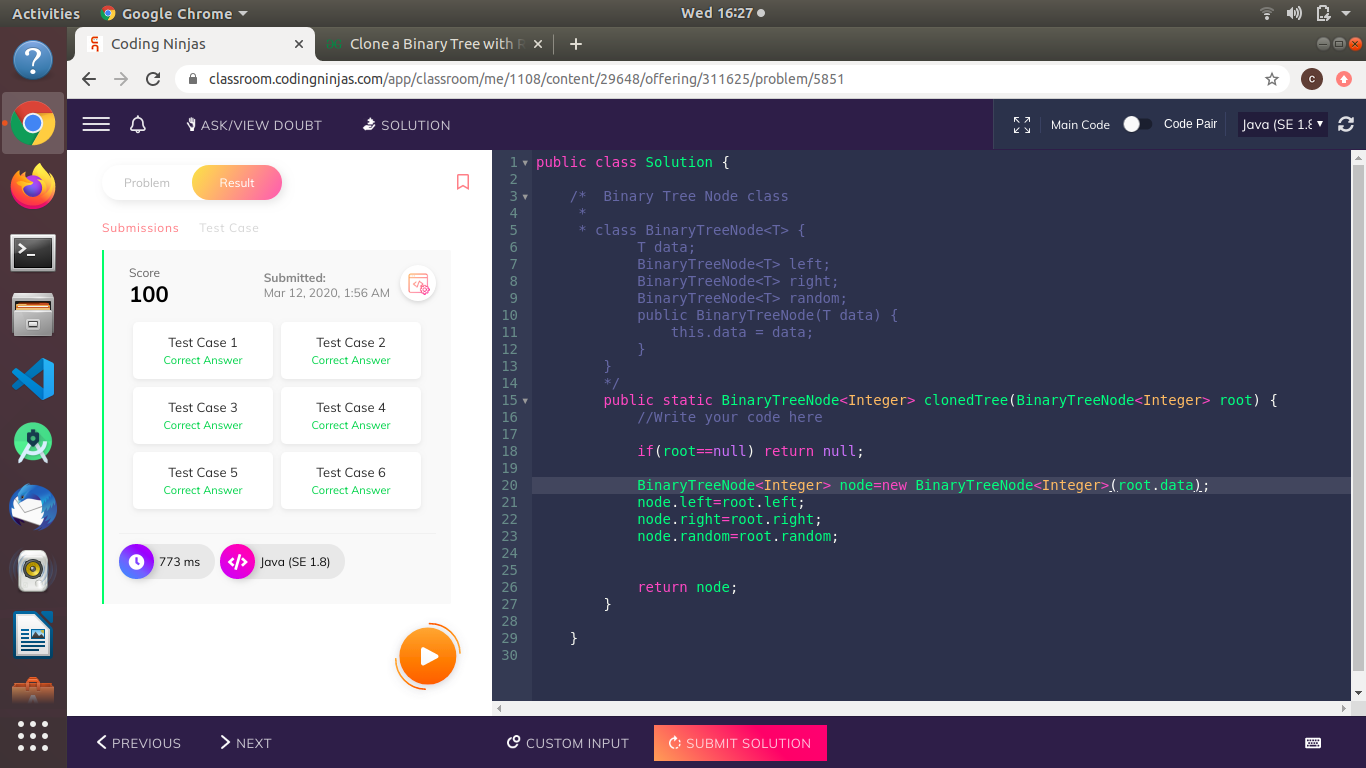 Activities Google Chrome Wed 16:27
Coding Ninjas Clone a Binary Tree with
classroom.codingninjas.com/app/classroom/me/1108/content/29648/offering/311625/problem/5851 c
ASK/VIEW DOUBT SOLUTION Main Code Code Pair Java (SE 1.8
Problem Result
Submissions Test Case
Score
100
Submitted:
Mar 12, 2020, 1:56 AM
Test Case 1 Test Case 2
Correct Answer Correct Answer
Test Case 3 Test Case 4
Correct Answer Correct Answer
Test Case 5 Test Case 6
Correct Answer Correct Answer
773 ms Java (SE 1.8)
1 public class Solution {
2
3 /* Binary Tree Node class
4 *
5 * class BinaryTreeNode<T> {
6 T data;
7 BinaryTreeNode<T> left;
8 BinaryTreeNode<T> right;
9 BinaryTreeNode<T> random;
10 public BinaryTreeNode(T data) {
11 this.data = data;
12 }
13 }
14 */
15 public static BinaryTreeNode<Integer> clonedTree(BinaryTreeNode<Integer> root) {
16 //Write your code here
17
18 if(root==null) return null;
19
20 BinaryTreeNode<Integer> node=new BinaryTreeNode<Integer>(root.data);
21 node.left=root.left;
22 node.right=root.right;
23 node.random=root.random;
24
25
26 return node;
27 }
28
29 }
30
PREVIOUS NEXT CUSTOM INPUT SUBMIT SOLUTION